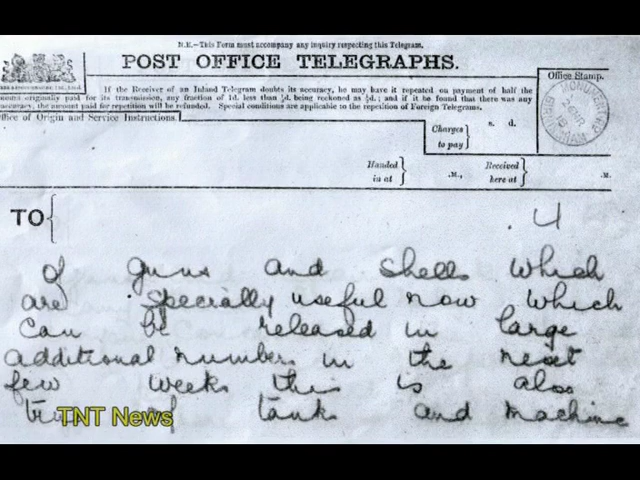 N.B.—This Form must accompany any inquiry respecting this Telegram.
POST OFFICE TELEGRAPHS.
If the Receiver of an Inland Telegram doubts its accuracy, he may have it repeated on payment of half the
amount originally paid for its transmission, any fraction of 1d. less than ½d. being reckoned as ½d.; and if it be found that there was any
accuracy, the amount paid for repetition will be refunded. Special conditions are applicable to the repetition of Foreign Telegrams.
Office Stamp.
ffice of Origin and Service Instructions.
Charges to pay
s. d.
Handed in at
.M.,
Received here at
.M.
TO
4
of guns and shells which
are specially useful now which
can be released in large
additional numbers in the next
few weeks this is also
of tank and machine
TNT News